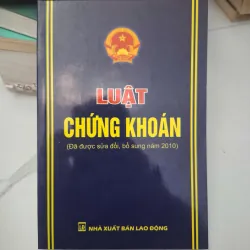 LUẬT
CHỨNG KHOÁN
(Đã được sửa đổi, bổ sung năm 2010)
NHÀ XUẤT BẢN LAO ĐỘNG